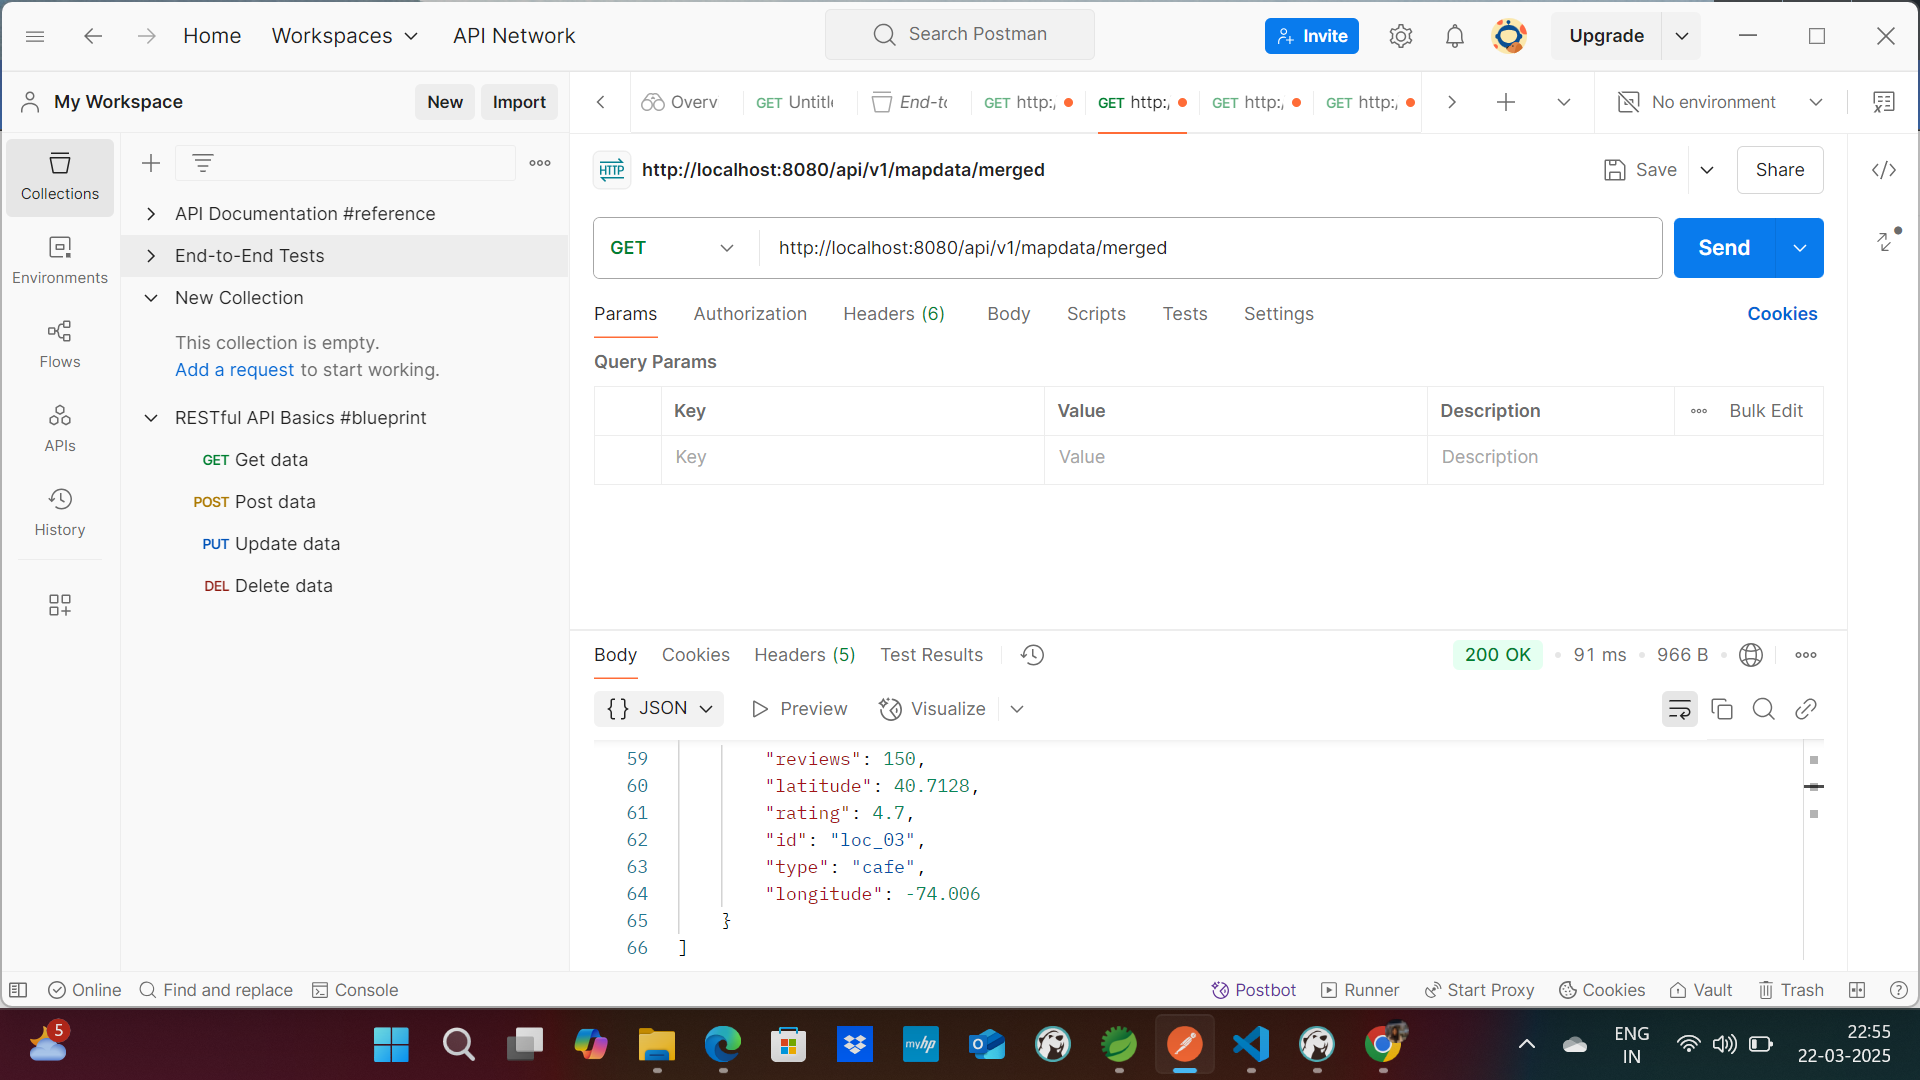 Home
Workspaces
API Network
Search Postman
Invite
Upgrade
My Workspace
New
Import
Overv
GET Untitle
End-to
GET http:/
GET http:/
GET http:/
GET http:/
No environment
Collections
Environments
Flows
APIs
History
API Documentation #reference
End-to-End Tests
New Collection
This collection is empty.
Add a request to start working.
RESTful API Basics #blueprint
GET Get data
POST Post data
PUT Update data
DEL Delete data
HTTP
http://localhost:8080/api/v1/mapdata/merged
Save
Share
GET
http://localhost:8080/api/v1/mapdata/merged
Send
Params
Authorization
Headers (6)
Body
Scripts
Tests
Settings
Cookies
Query Params
Key
Value
Description
Bulk Edit
Key
Value
Description
Body
Cookies
Headers (5)
Test Results
200 OK
91 ms
966 B
{} JSON
Preview
Visualize
59 "reviews": 150,
60 "latitude": 40.7128,
61 "rating": 4.7,
62 "id": "loc_03",
63 "type": "cafe",
64 "longitude": -74.006
65 }
66 ]
Online
Find and replace
Console
Postbot
Runner
Start Proxy
Cookies
Vault
Trash
5
myhp
ENG
IN
22:55
22-03-2025